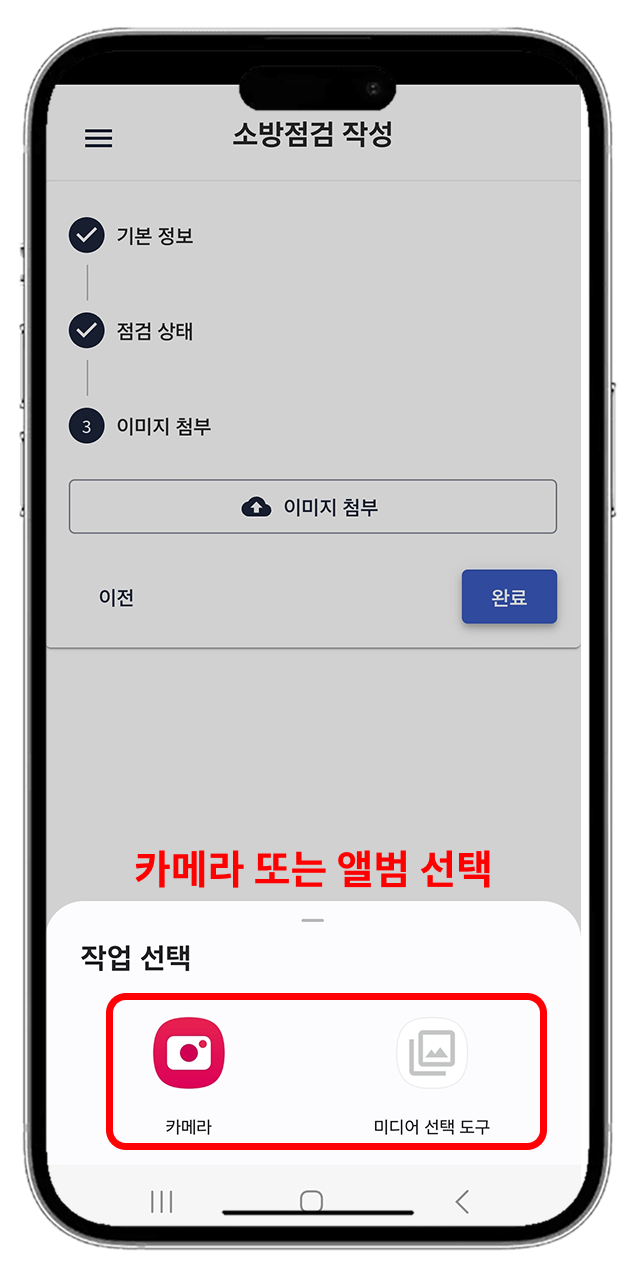 소방점검 작성
기본 정보
점검 상태
3 이미지 첨부
이미지 첨부
이전 완료
카메라 또는 앨범 선택
작업 선택
카메라 미디어 선택 도구